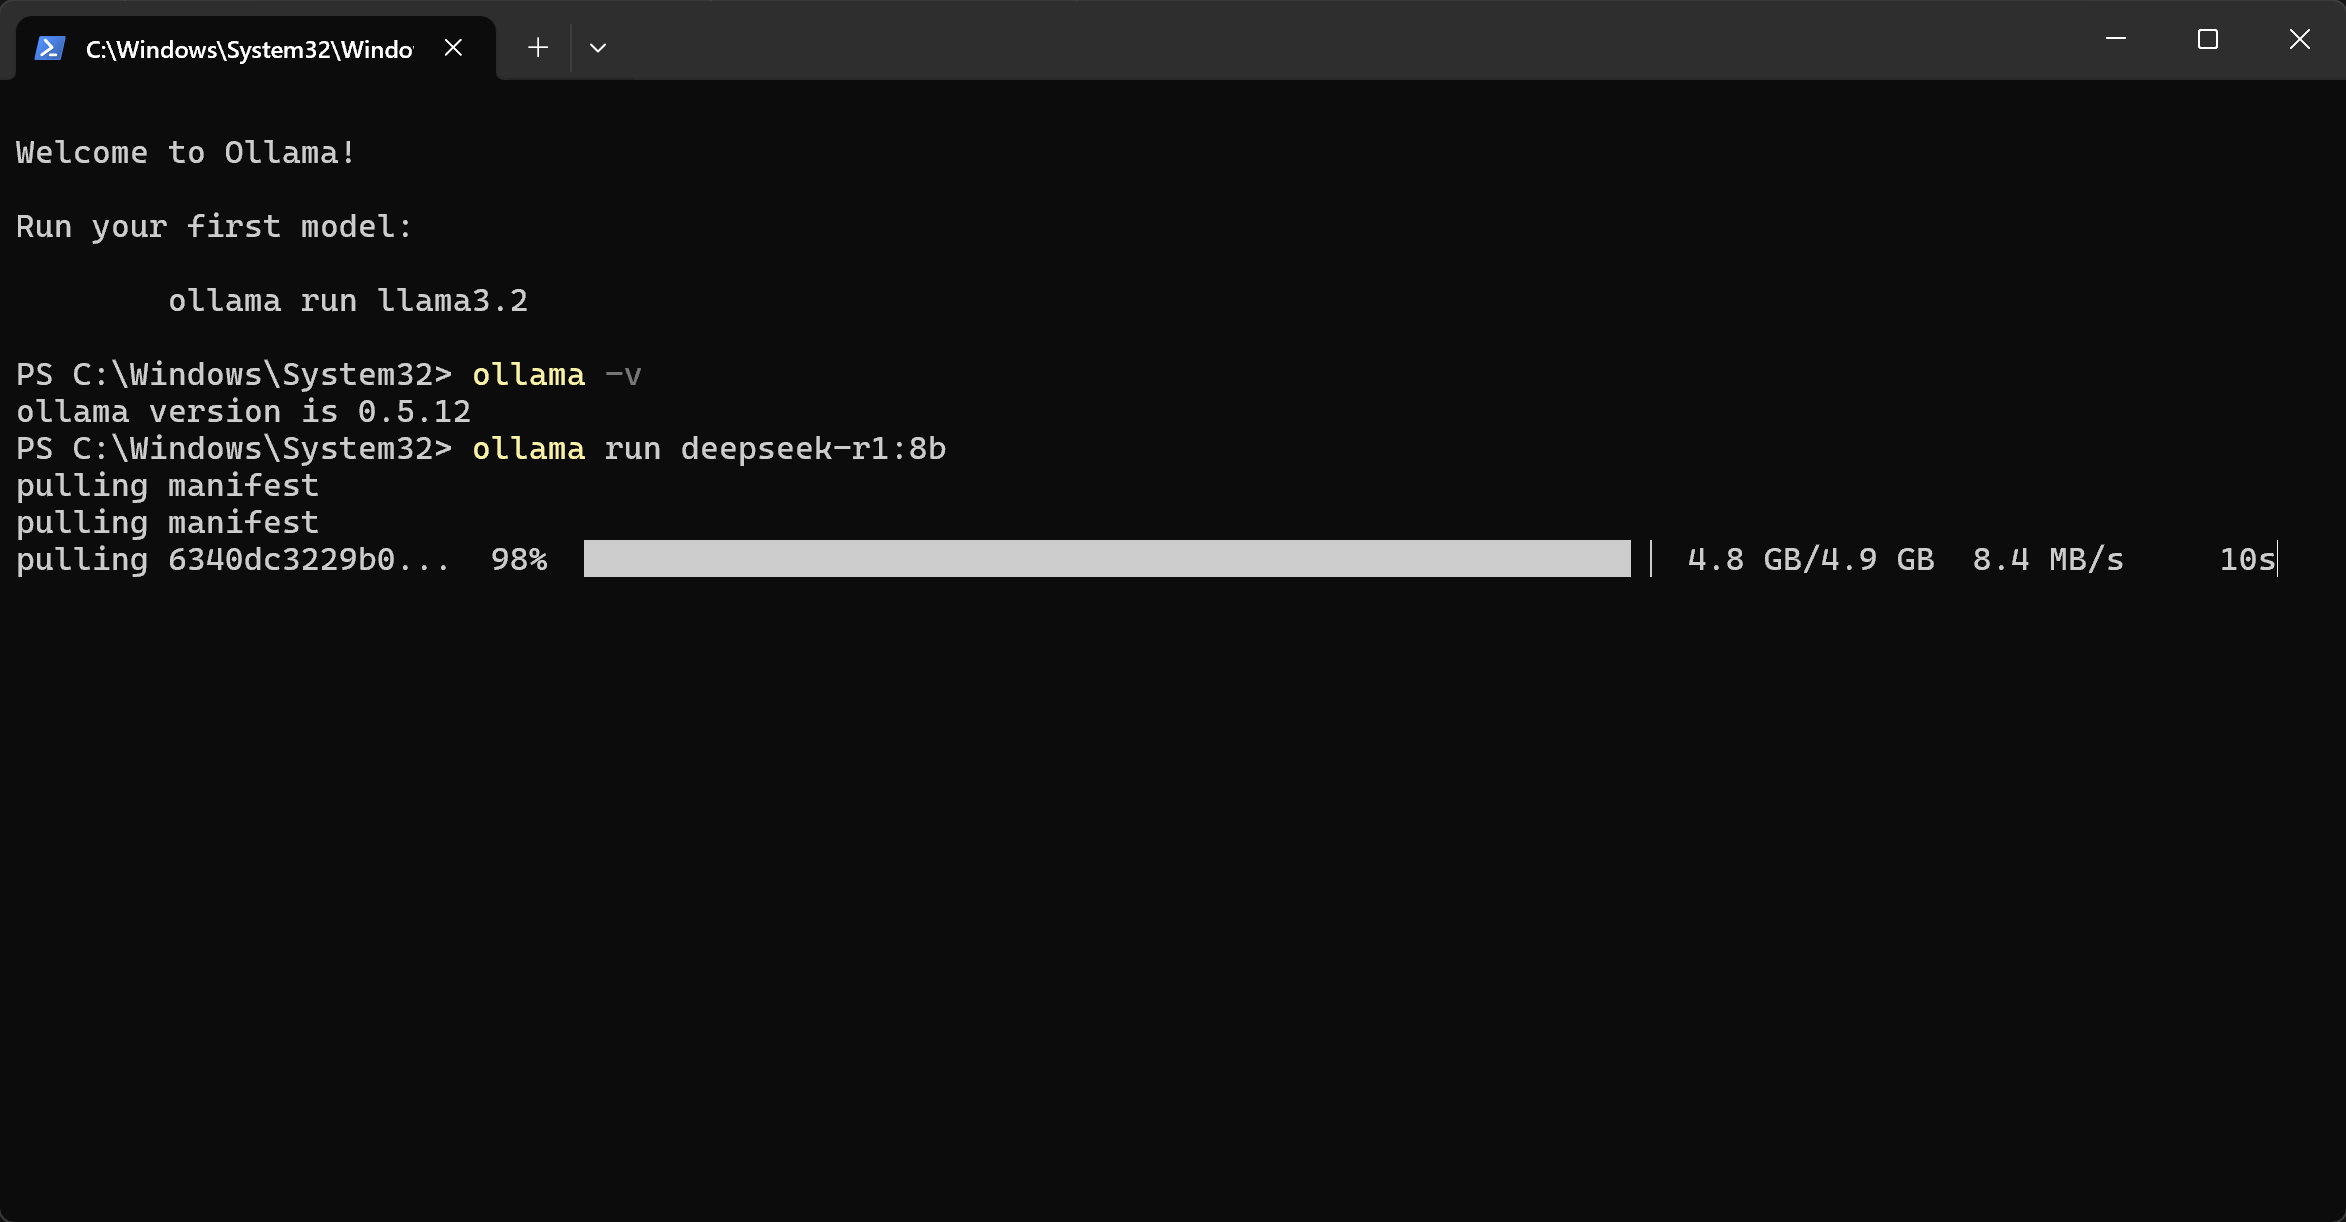 C:\Windows\System32\Windo
Welcome to Ollama!
Run your first model:
ollama run llama3.2
PS C:\Windows\System32> ollama -v
ollama version is 0.5.12
PS C:\Windows\System32> ollama run deepseek-r1:8b
pulling manifest
pulling manifest
pulling 6340dc3229b0... 98% 4.8 GB/4.9 GB 8.4 MB/s 10s